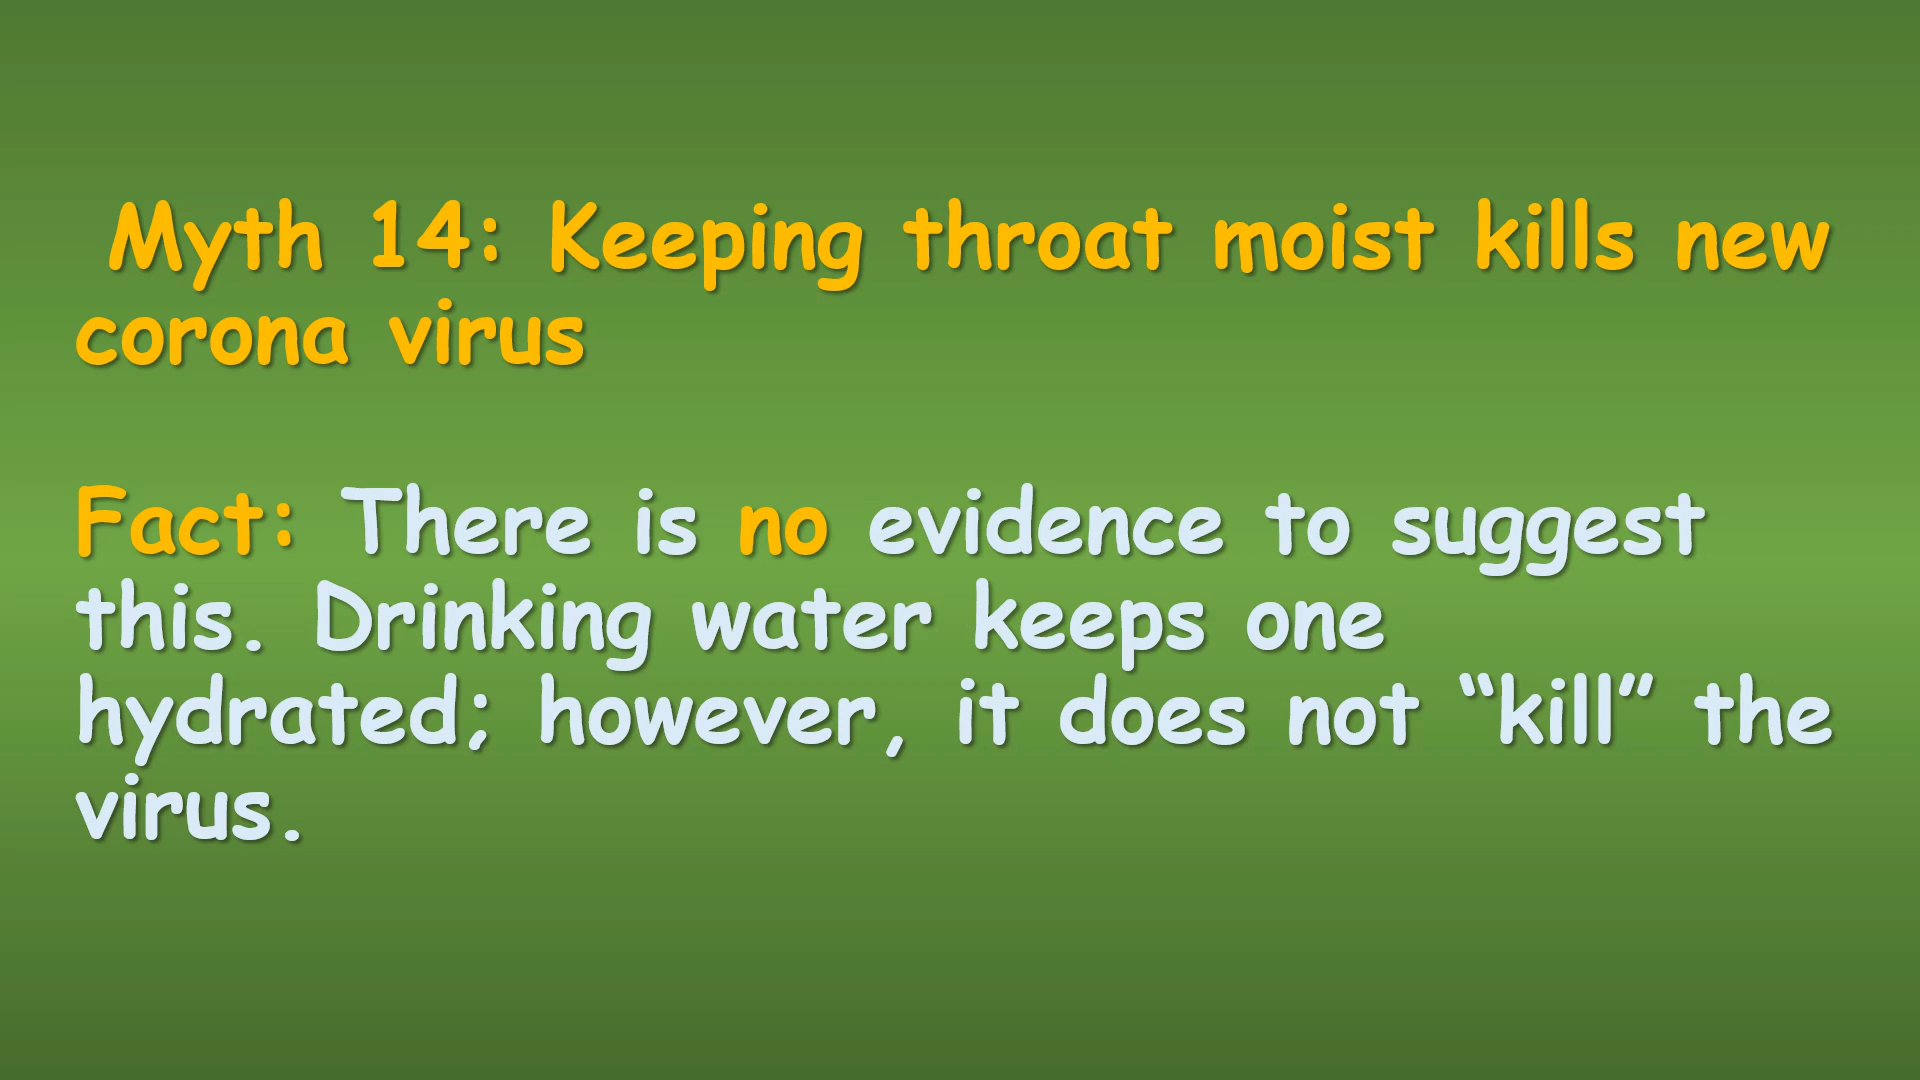 Myth 14: Keeping throat moist kills new
corona virus
Fact: There is no evidence to suggest
this. Drinking water keeps one
hydrated; however, it does not “kill” the
virus.